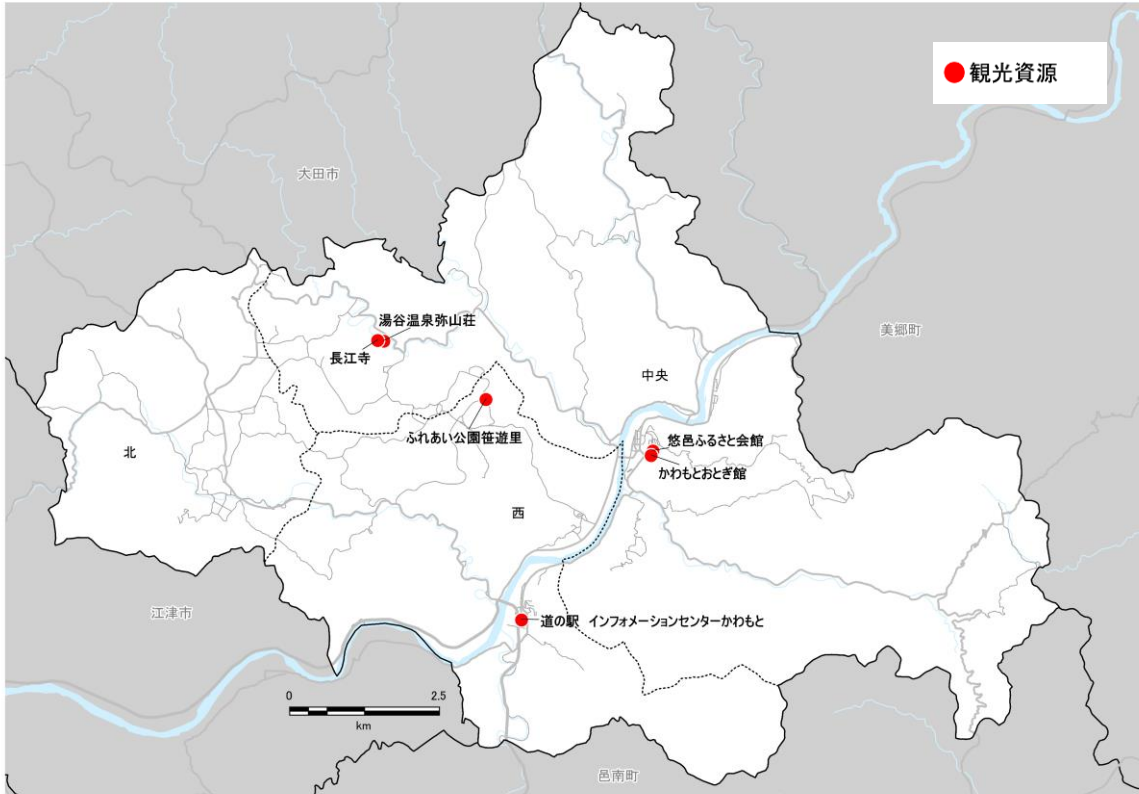 観光資源
大田市
湯谷温泉弥山荘
長江寺
美郷町
中央
ふれあい公園笹遊里
悠邑ふるさと会館
かわもとおとぎ館
北
西
江津市
道の駅 インフォメーションセンターかわもと
0 2.5
km
邑南町